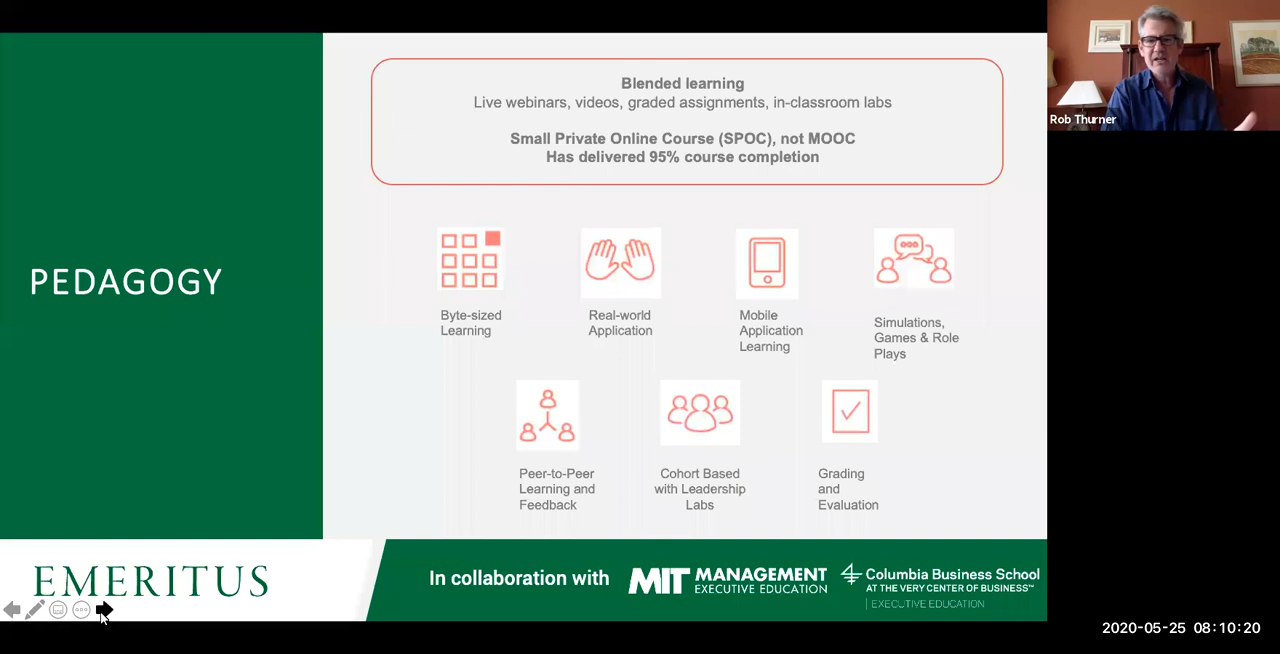 Blended learning
Live webinars, videos, graded assignments, in-classroom labs
Small Private Online Course (SPOC), not MOOC
Has delivered 95% course completion
Rob Thurner
PEDAGOGY
Byte-sized
Learning
Real-world
Application
Mobile
Application
Learning
Simulations,
Games & Role
Plays
Peer-to-Peer
Learning and
Feedback
Cohort Based
with Leadership
Labs
Grading
and
Evaluation
EMERITUS
In collaboration with
MIT MANAGEMENT
EXECUTIVE EDUCATION
Columbia Business School
AT THE VERY CENTER OF BUSINESS™
EXECUTIVE EDUCATION
2020-05-25 08:10:20